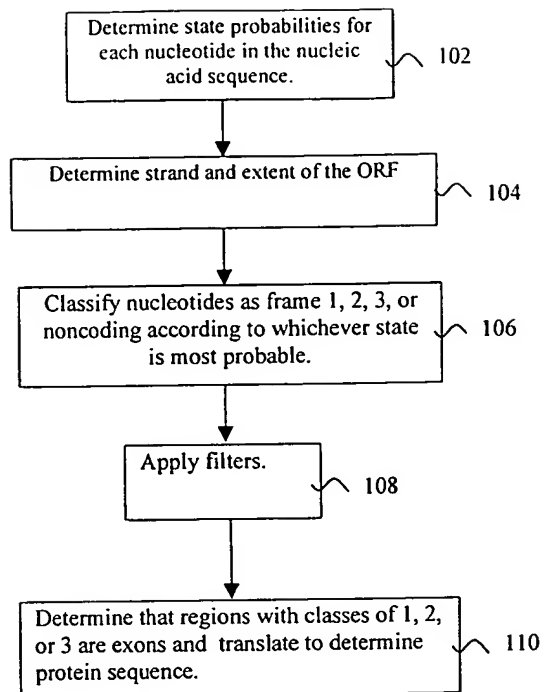 Determine state probabilities for
each nucleotide in the nucleic
acid sequence.
102
Determine strand and extent of the ORF
104
Classify nucleotides as frame 1, 2, 3, or
noncoding according to whichever state
is most probable.
106
Apply filters.
108
Determine that regions with classes of 1, 2,
or 3 are exons and translate to determine
protein sequence.
110